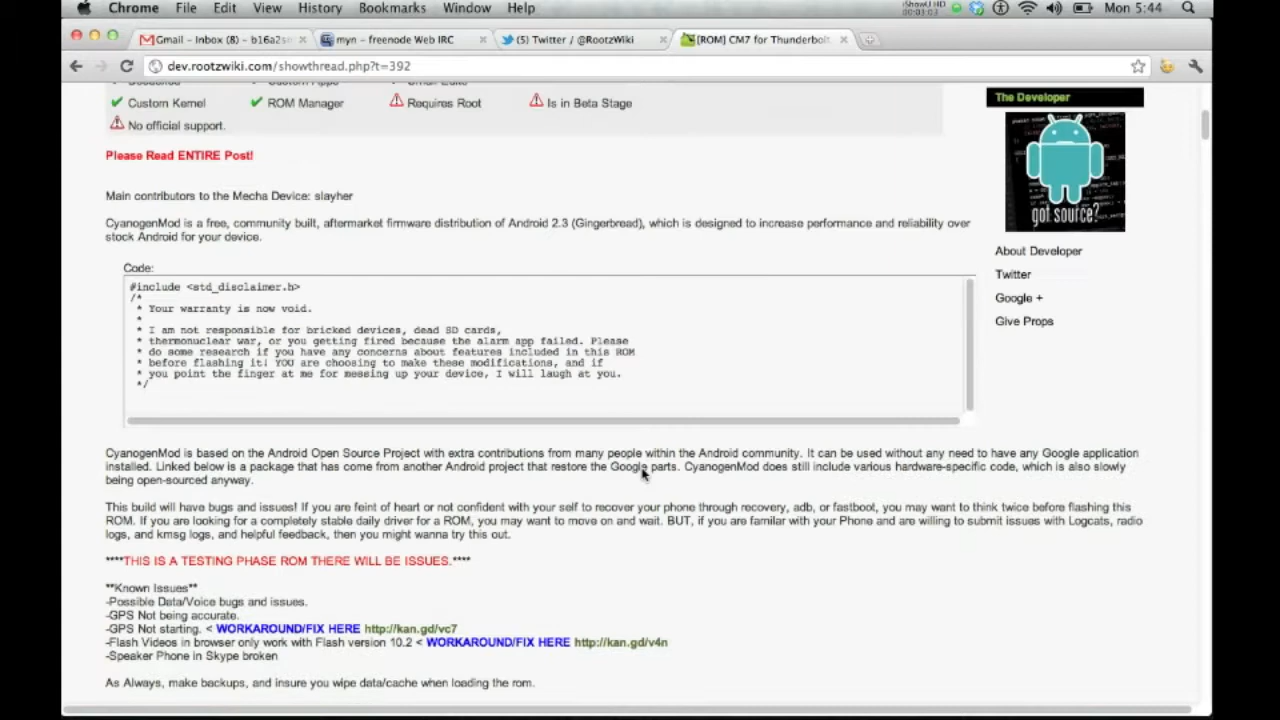 Chrome File Edit View History Bookmarks Window Help
iShowU HD
00:03:03
Mon 5:44
Gmail - Inbox (8) - b16a2s
myn - freenode Web IRC
(5) Twitter / @RootzWiki
[ROM] CM7 for Thunderbolt
dev.rootzwiki.com/showthread.php?t=392
Custom Kernel
ROM Manager
Requires Root
Is in Beta Stage
No official support.
The Developer
got source?
About Developer
Twitter
Google +
Give Props
Please Read ENTIRE Post!
Main contributors to the Mecha Device: slayher
CyanogenMod is a free, community built, aftermarket firmware distribution of Android 2.3 (Gingerbread), which is designed to increase performance and reliability over
stock Android for your device.
Code:
#include <std_disclaimer.h>
/*
* Your warranty is now void.
*
* I am not responsible for bricked devices, dead SD cards,
* thermonuclear war, or you getting fired because the alarm app failed. Please
* do some research if you have any concerns about features included in this ROM
* before flashing it! YOU are choosing to make these modifications, and if
* you point the finger at me for messing up your device, I will laugh at you.
*/
CyanogenMod is based on the Android Open Source Project with extra contributions from many people within the Android community. It can be used without any need to have any Google application
installed. Linked below is a package that has come from another Android project that restore the Google parts. CyanogenMod does still include various hardware-specific code, which is also slowly
being open-sourced anyway.
This build will have bugs and issues! If you are feint of heart or not confident with your self to recover your phone through recovery, adb, or fastboot, you may want to think twice before flashing this
ROM. If you are looking for a completely stable daily driver for a ROM, you may want to move on and wait. BUT, if you are familar with your Phone and are willing to submit issues with Logcats, radio
logs, and kmsg logs, and helpful feedback, then you might wanna try this out.
****THIS IS A TESTING PHASE ROM THERE WILL BE ISSUES.****
**Known Issues**
-Possible Data/Voice bugs and issues.
-GPS Not being accurate.
-GPS Not starting. < WORKAROUND/FIX HERE http://kan.gd/vc7
-Flash Videos in browser only work with Flash version 10.2 < WORKAROUND/FIX HERE http://kan.gd/v4n
-Speaker Phone in Skype broken
As Always, make backups, and insure you wipe data/cache when loading the rom.